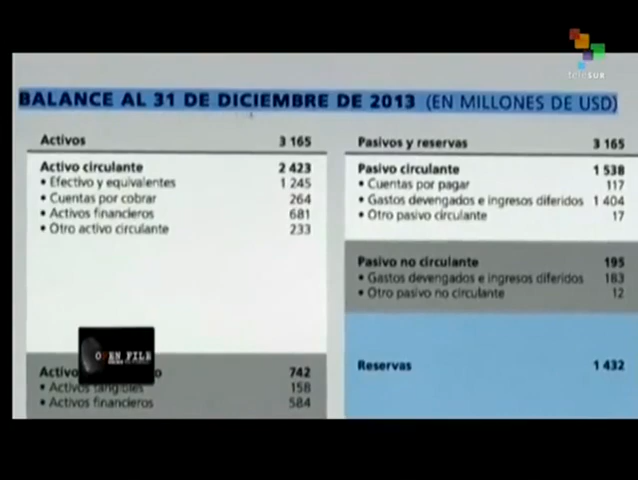 teleSUR
BALANCE AL 31 DE DICIEMBRE DE 2013 (EN MILLONES DE USD)
Activos 3 165
Activo circulante 2 423
• Efectivo y equivalentes 1 245
• Cuentas por cobrar 264
• Activos financieros 681
• Otro activo circulante 233
Activo
742
• Activos tangibles 158
• Activos financieros 584
OPEN FILE
Pasivos y reservas 3 165
Pasivo circulante 1 538
• Cuentas por pagar 117
• Gastos devengados e ingresos diferidos 1 404
• Otro pasivo circulante 17
Pasivo no circulante 195
• Gastos devengados e ingresos diferidos 183
• Otro pasivo no circulante 12
Reservas 1 432